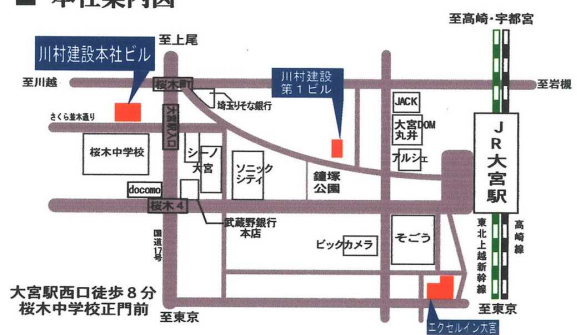 ■ 本社案内図
至高崎・宇都宮
至上尾
川村建設本社ビル
至川越
桜木町
川村建設
第1ビル
至岩槻
埼玉りそな銀行
JACK
さくら並木通り
大宮DOM
丸井
桜木中学校
シーノ
大宮
ソニック
シティ
アルシェ
JR大宮駅
鐘塚
公園
docomo
桜木4
武蔵野銀行
本店
国道17号
ビックカメラ
そごう
東北上越新幹線
高崎線
大宮駅西口徒歩8分
桜木中学校正門前
至東京
至東京
エクセルイン大宮